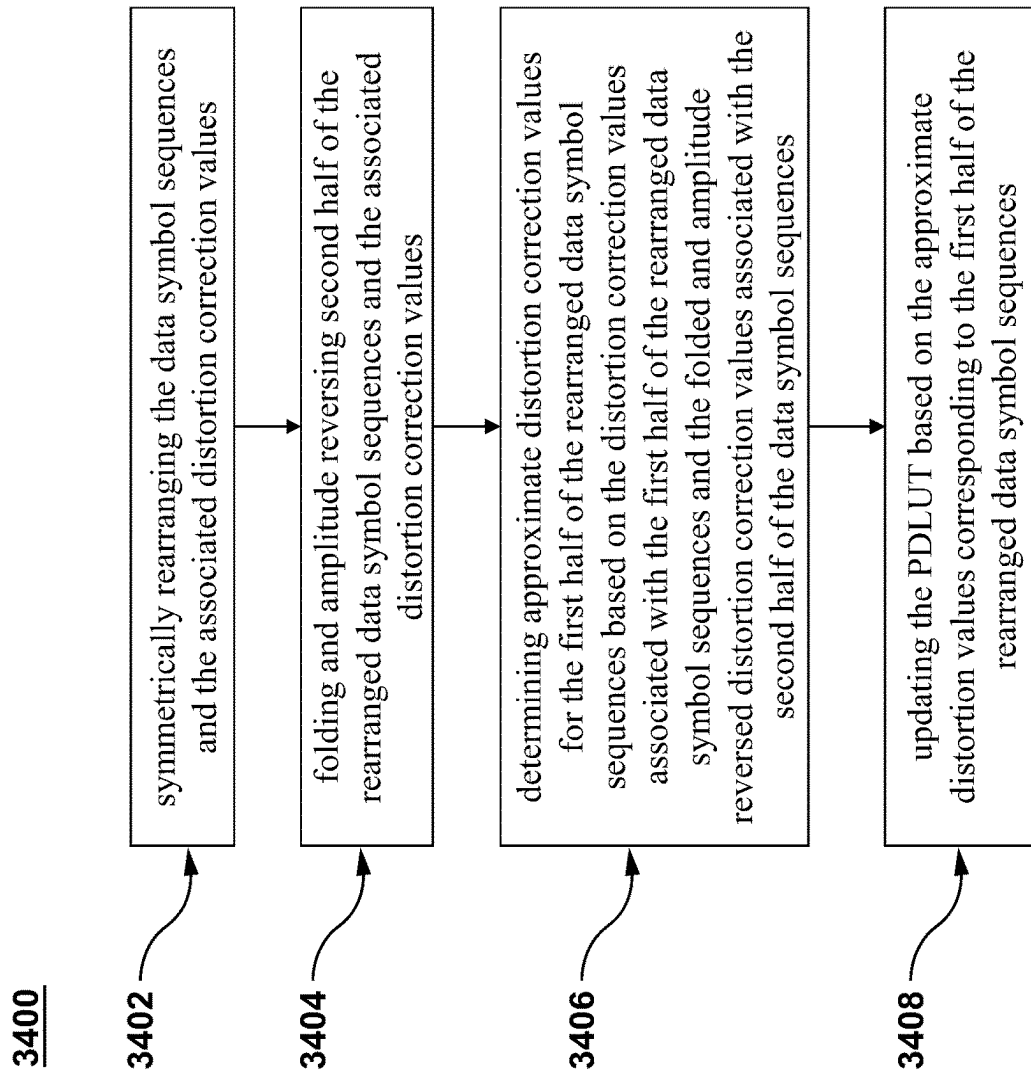 3400
3402
symmetrically rearranging the data symbol sequences
and the associated distortion correction values
3404
folding and amplitude reversing second half of the
rearranged data symbol sequences and the associated
distortion correction values
3406
determining approximate distortion correction values
for the first half of the rearranged data symbol
sequences based on the distortion correction values
associated with the first half of the rearranged data
symbol sequences and the folded and amplitude
reversed distortion correction values associated with the
second half of the data symbol sequences
3408
updating the PDLUT based on the approximate
distortion values corresponding to the first half of the
rearranged data symbol sequences